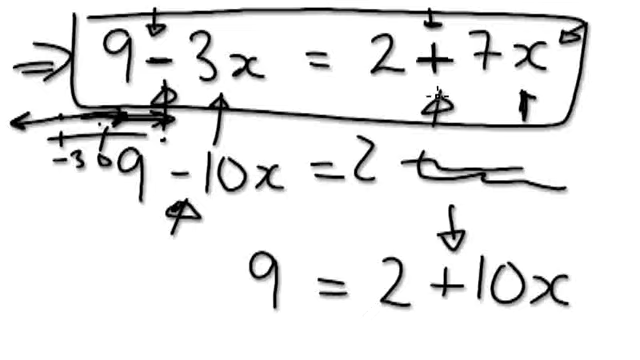 9 - 3x = 2 + 7x
-3 0
9 - 10x = 2
9 = 2 + 10x